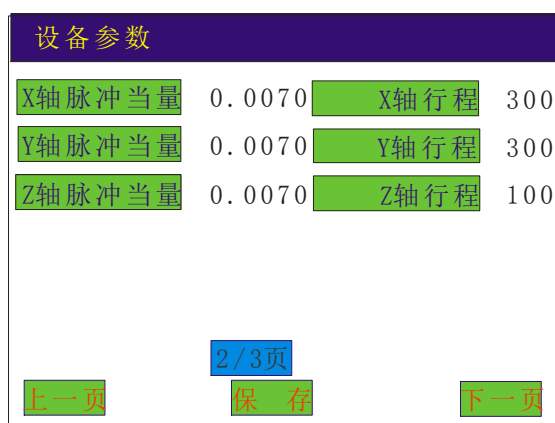 设备参数
X轴脉冲当量 0.0070 X轴行程 300
Y轴脉冲当量 0.0070 Y轴行程 300
Z轴脉冲当量 0.0070 Z轴行程 100
2/3页
上一页 保 存 下一页